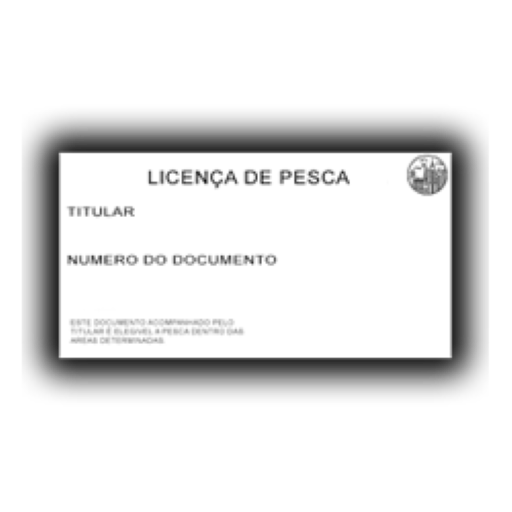 LICENÇA DE PESCA
TITULAR
NUMERO DO DOCUMENTO
ESTE DOCUMENTO ACOMPANHADO PELO
TITULAR É ELEGIVEL A PESCA DENTRO DAS
AREAS DETERMINADAS